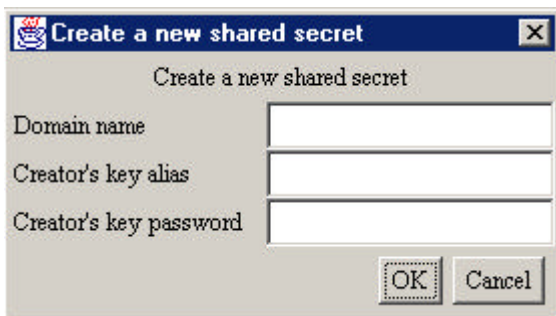 Create a new shared secret
Create a new shared secret
Domain name
Creator's key alias
Creator's key password
OK Cancel